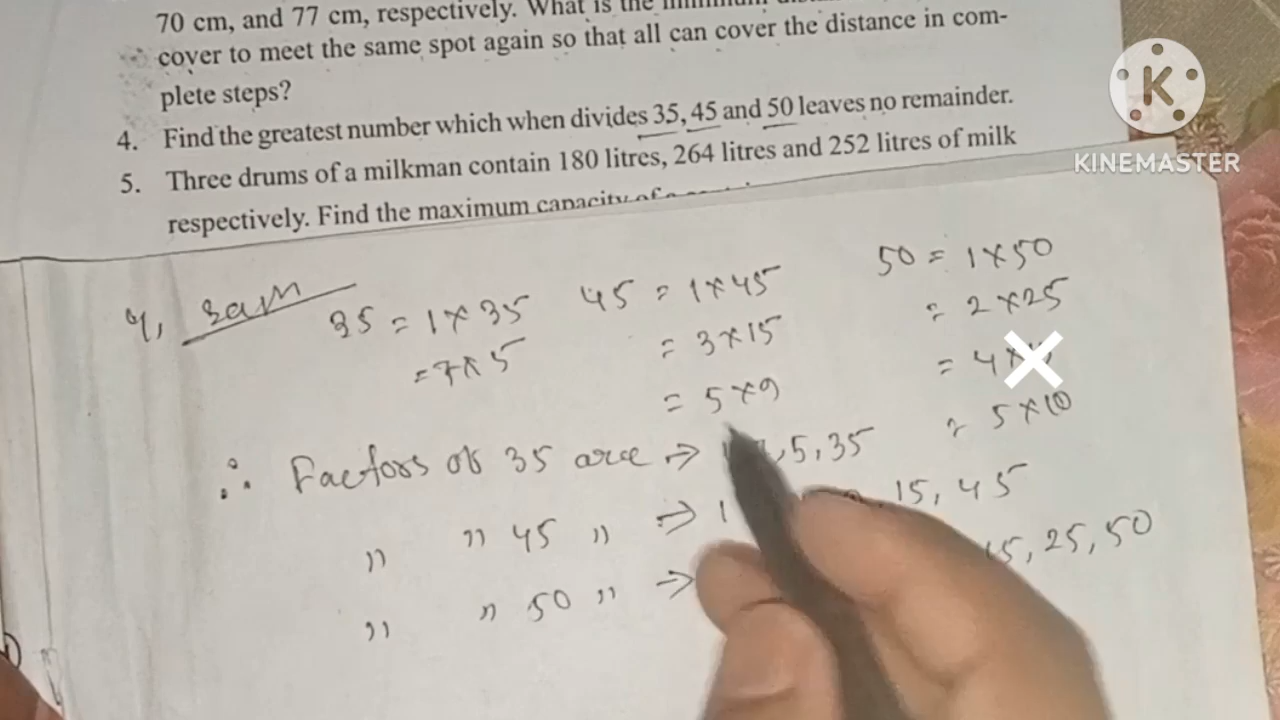 70 cm, and 77 cm, respectively. What is the minimum
cover to meet the same spot again so that all can cover the distance in com-
plete steps?
4. Find the greatest number which when divides 35, 45 and 50 leaves no remainder.
5. Three drums of a milkman contain 180 litres, 264 litres and 252 litres of milk
respectively. Find the maximum capacity of a
KINEMASTER
4,
35 = 1 × 35
= 7 × 5
45 = 1 × 45
= 3 × 15
= 5 × 9
50 = 1 × 50
= 2 × 25
= 4 ×
= 5 × 10
∴ Factors of 35 are ⇒ 5, 35
" " 45 " ⇒ 1 15, 45
" " 50 " ⇒ 25, 50